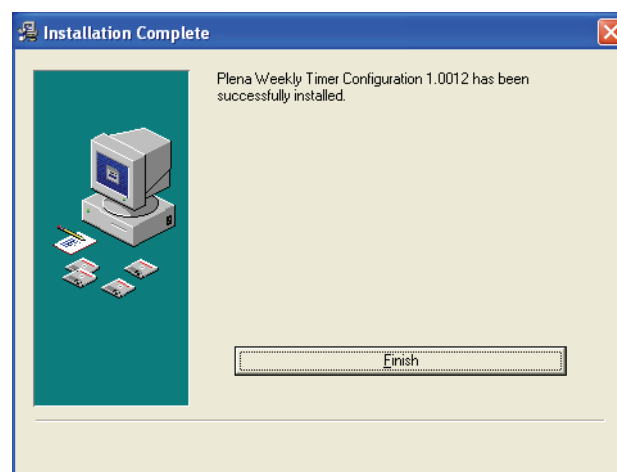 Installation Complete
Plena Weekly Timer Configuration 1.0012 has been
successfully installed.
Finish